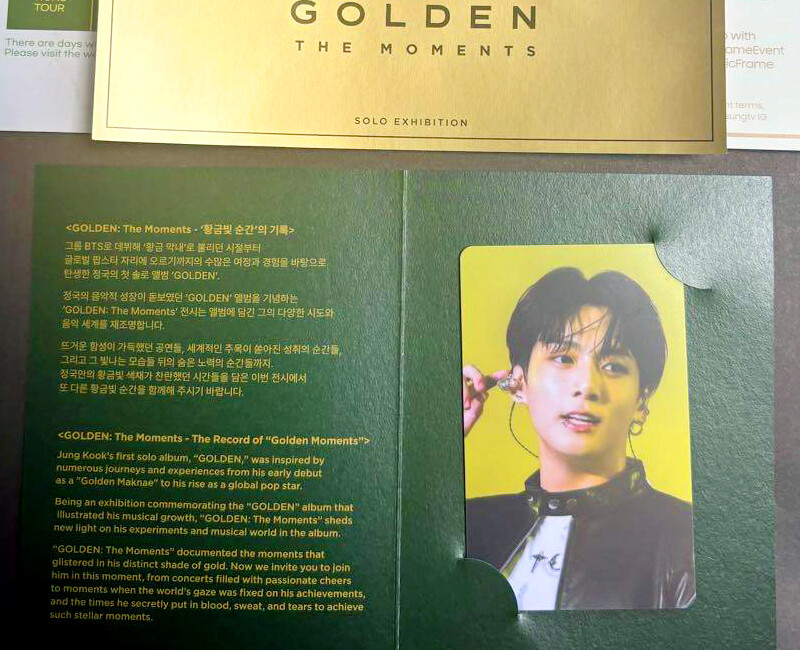 TOUR
There are days w
Please visit the we
GOLDEN
THE MOMENTS
SOLO EXHIBITION
with
ameEvent
icFrame
terms,
<GOLDEN: The Moments - '황금빛 순간'의 기록>
그룹 BTS로 데뷔해 '황금 막내'로 불리던 시절부터
글로벌 팝스타 자리에 오르기까지의 수많은 여정과 경험을 바탕으로
탄생한 정국의 첫 솔로 앨범 'GOLDEN'.
정국의 음악적 성장이 돋보였던 'GOLDEN' 앨범을 기념하는
'GOLDEN: The Moments' 전시는 앨범에 담긴 그의 다양한 시도와
음악 세계를 재조명합니다.
뜨거운 함성이 가득했던 공연들, 세계적인 주목이 쏟아진 성취의 순간들,
그리고 그 빛나는 모습들 뒤의 숨은 노력의 순간들까지.
정국만의 황금빛 색채가 찬란했던 시간들을 담은 이번 전시에서
또 다른 황금빛 순간을 함께해 주시기 바랍니다.
<GOLDEN: The Moments - The Record of “Golden Moments”>
Jung Kook's first solo album, “GOLDEN,” was inspired by
numerous journeys and experiences from his early debut
as a "Golden Maknae" to his rise as a global pop star.
Being an exhibition commemorating the “GOLDEN” album that
illustrated his musical growth, “GOLDEN: The Moments” sheds
new light on his experiments and musical world in the album.
“GOLDEN: The Moments” documented the moments that
glistered in his distinct shade of gold. Now we invite you to join
him in this moment, from concerts filled with passionate cheers
to moments when the world's gaze was fixed on his achievements,
and the times he secretly put in blood, sweat, and tears to achieve
such stellar moments.